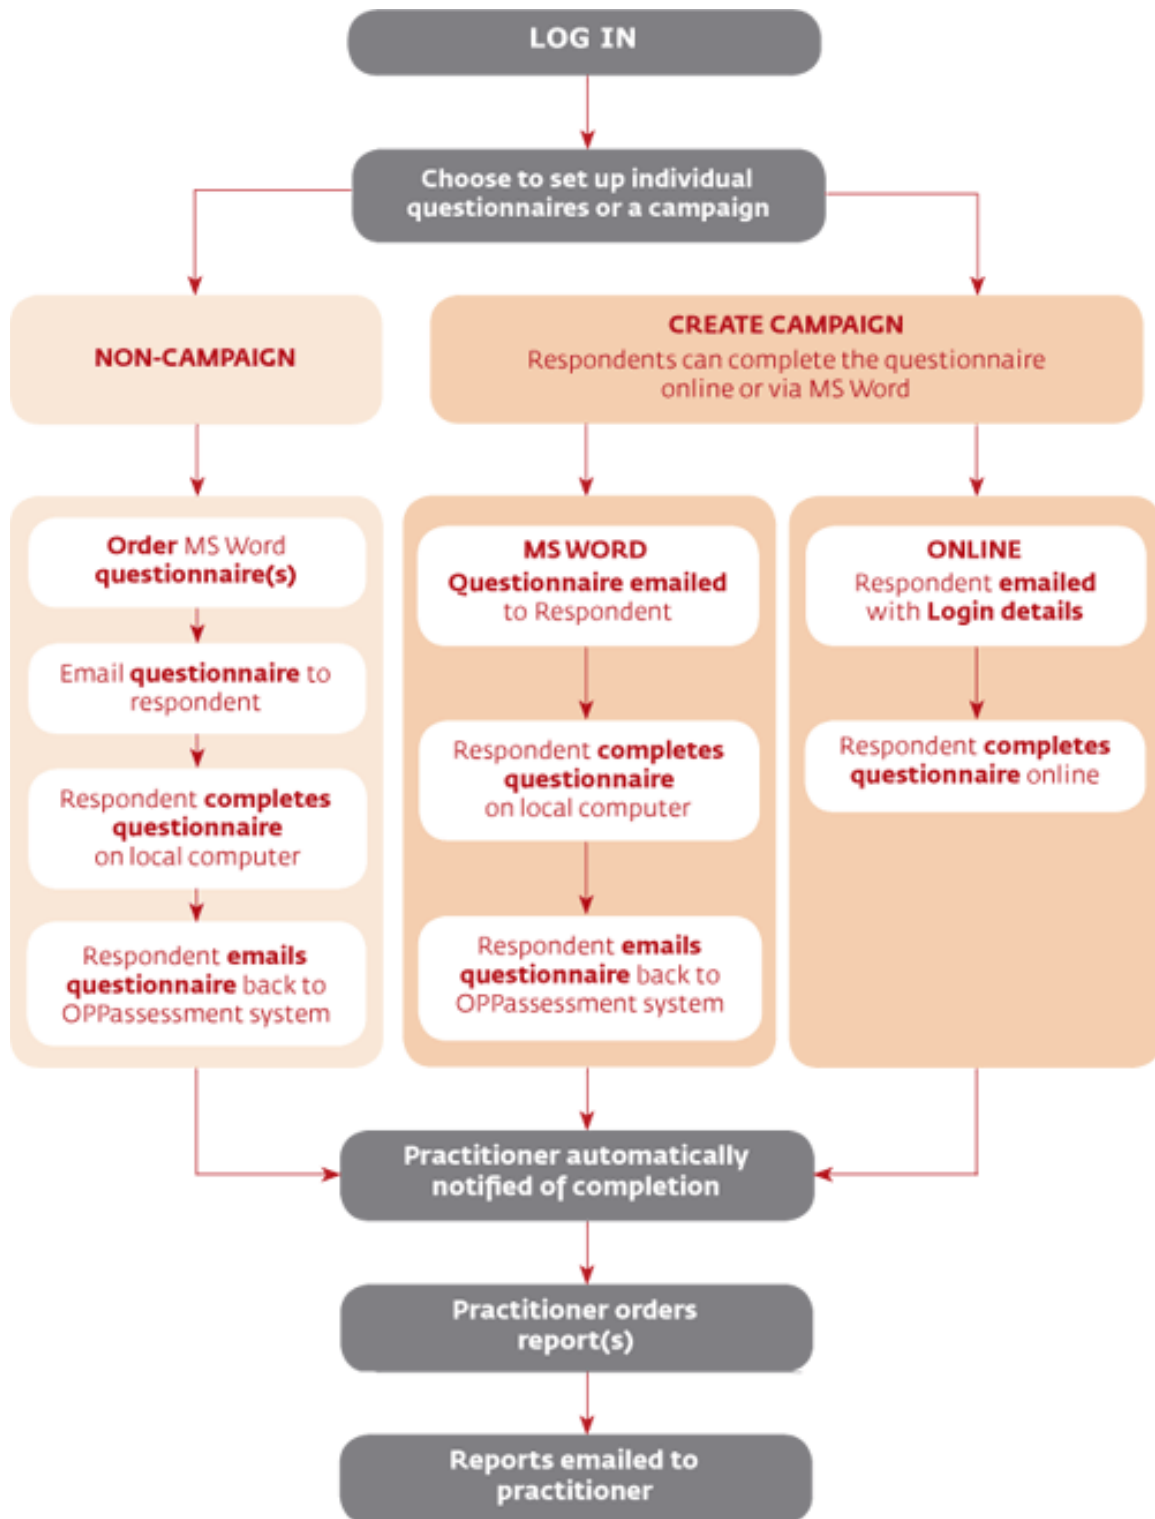 LOG IN
Choose to set up individual
questionnaires or a campaign
NON-CAMPAIGN
CREATE CAMPAIGN
Respondents can complete the questionnaire
online or via MS Word
Order MS Word
questionnaire(s)
Email questionnaire to
respondent
Respondent completes
questionnaire
on local computer
Respondent emails
questionnaire back to
OPPassessment system
MS WORD
Questionnaire emailed
to Respondent
Respondent completes
questionnaire
on local computer
Respondent emails
questionnaire back to
OPPassessment system
ONLINE
Respondent emailed
with Login details
Respondent completes
questionnaire online
Practitioner automatically
notified of completion
Practitioner orders
report(s)
Reports emailed to
practitioner